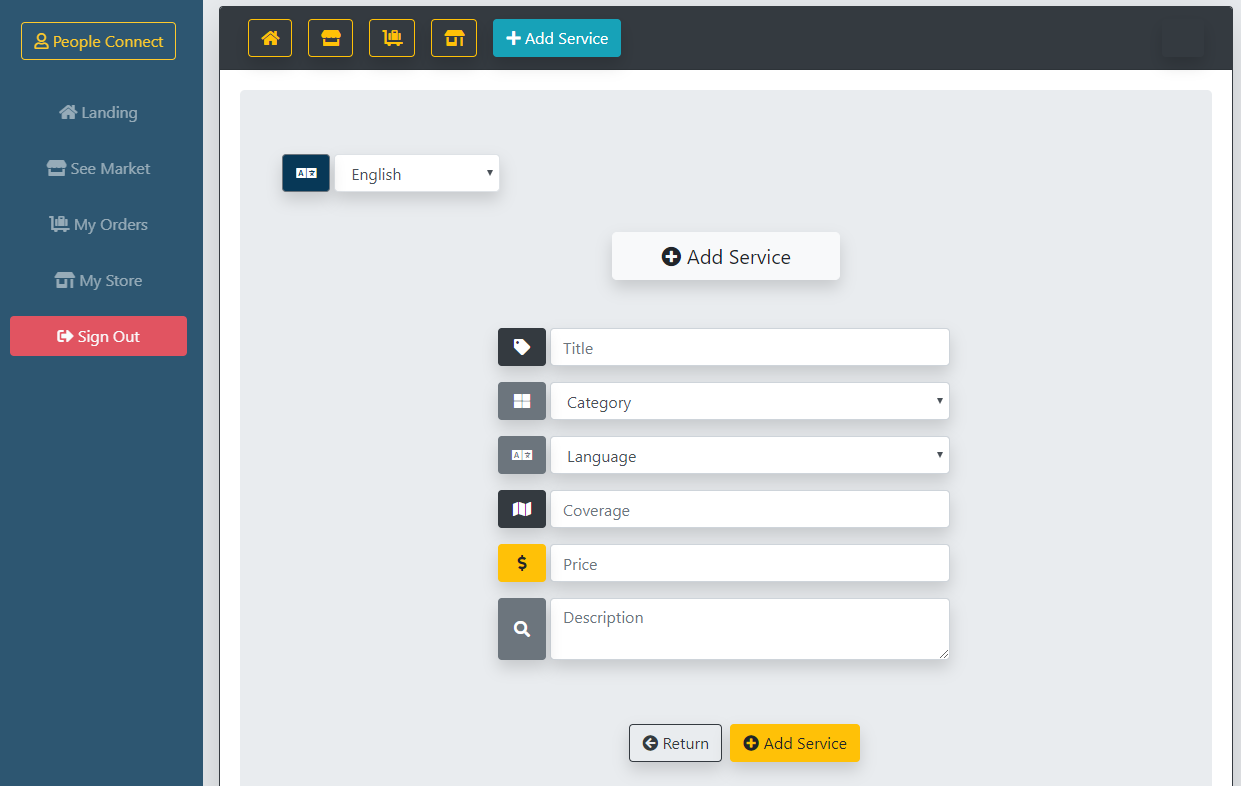 People Connect
Landing
See Market
My Orders
My Store
Sign Out
Add Service
English
Add Service
Title
Category
Language
Coverage
$ Price
Description
Return
Add Service